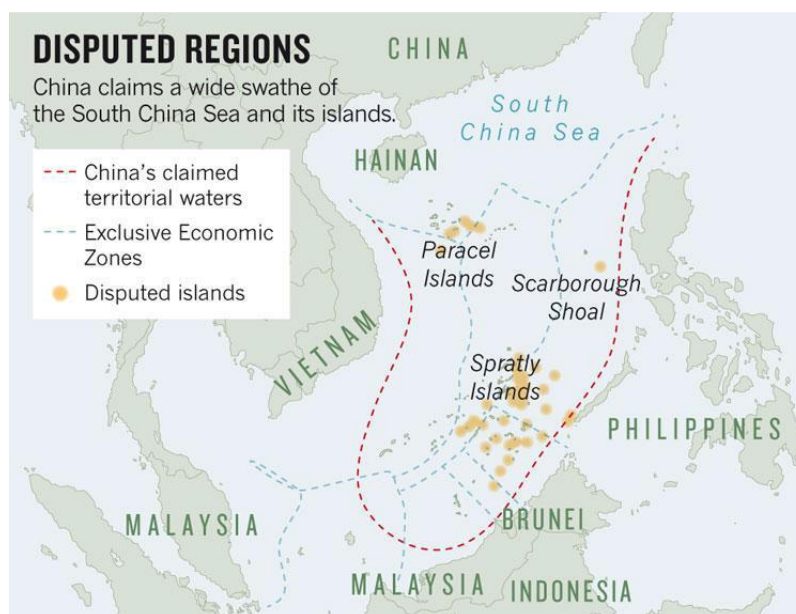 DISPUTED REGIONS
China claims a wide swathe of
the South China Sea and its islands.
China's claimed
territorial waters
Exclusive Economic
Zones
Disputed islands
CHINA
South
China Sea
HAINAN
Paracel
Islands
Scarborough
Shoal
VIETNAM
Spratly
Islands
PHILIPPINES
MALAYSIA
BRUNEI
MALAYSIA
INDONESIA